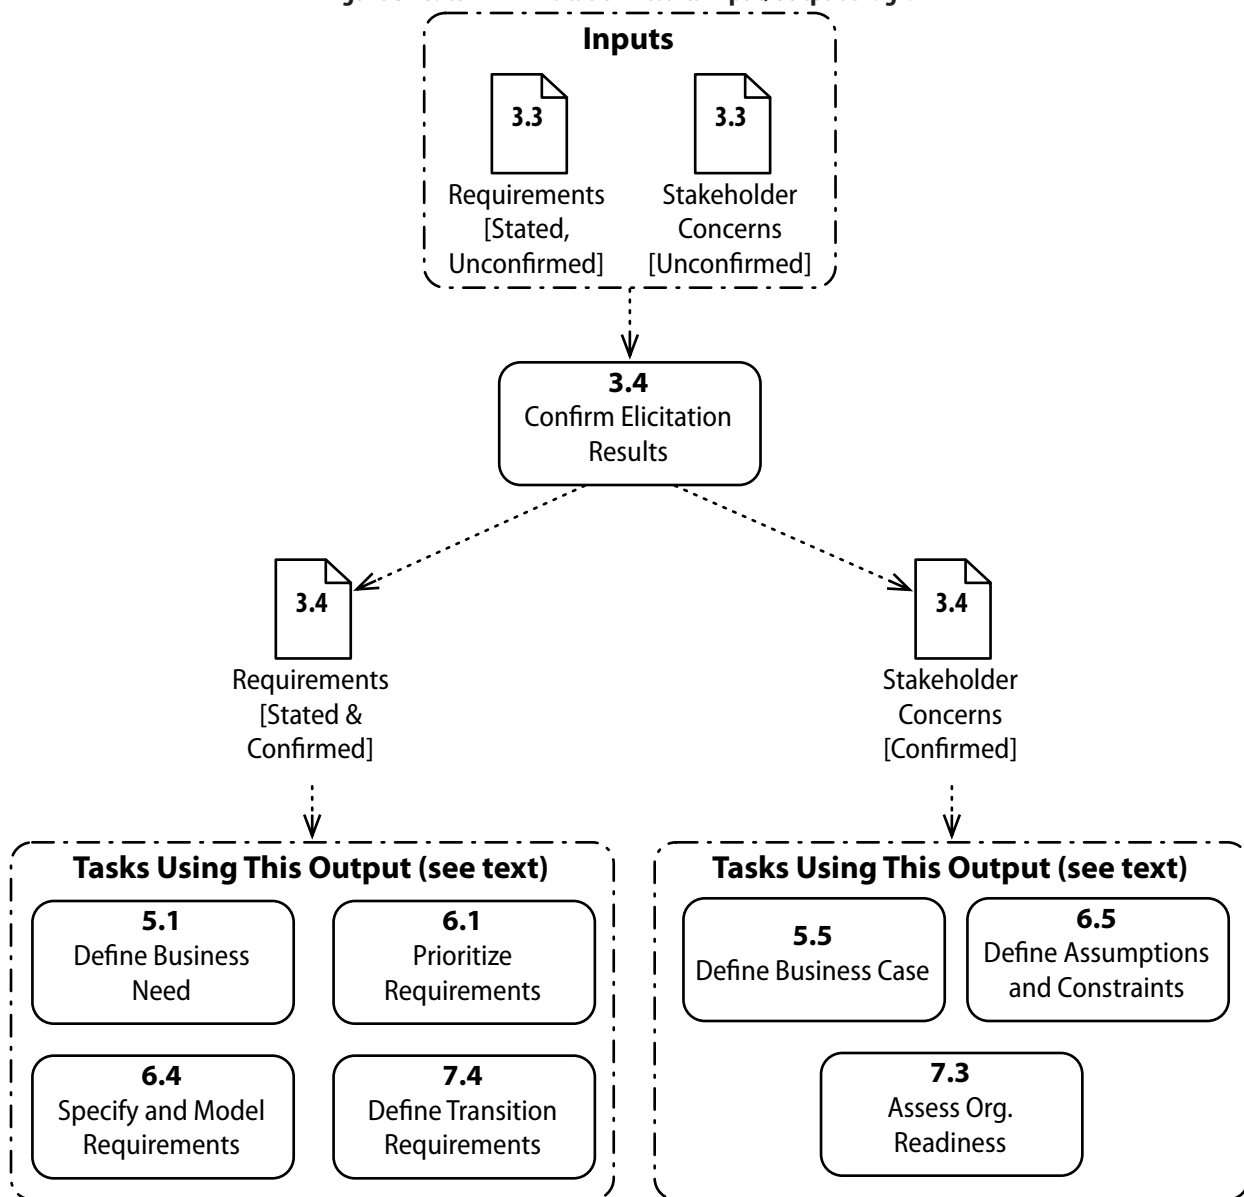 Inputs
3.3
Requirements
[Stated,
Unconfirmed]
3.3
Stakeholder
Concerns
[Unconfirmed]
3.4
Confirm Elicitation
Results
3.4
Requirements
[Stated &
Confirmed]
3.4
Stakeholder
Concerns
[Confirmed]
Tasks Using This Output (see text)
5.1
Define Business
Need
6.1
Prioritize
Requirements
6.4
Specify and Model
Requirements
7.4
Define Transition
Requirements
Tasks Using This Output (see text)
5.5
Define Business Case
6.5
Define Assumptions
and Constraints
7.3
Assess Org.
Readiness